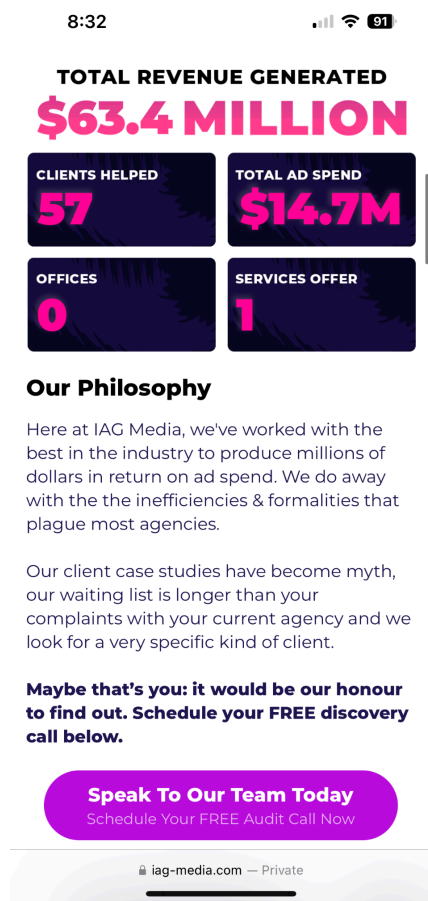 8:32
91
TOTAL REVENUE GENERATED
$63.4 MILLION
CLIENTS HELPED
57
TOTAL AD SPEND
$14.7M
OFFICES
0
SERVICES OFFER
1
Our Philosophy
Here at IAG Media, we've worked with the
best in the industry to produce millions of
dollars in return on ad spend. We do away
with the the inefficiencies & formalities that
plague most agencies.
Our client case studies have become myth,
our waiting list is longer than your
complaints with your current agency and we
look for a very specific kind of client.
Maybe that’s you: it would be our honour
to find out. Schedule your FREE discovery
call below.
Speak To Our Team Today
Schedule Your FREE Audit Call Now
iag-media.com — Private